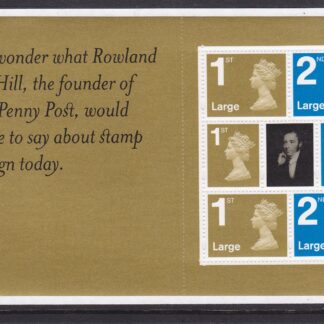 wonder what Rowland
Hill, the founder of
Penny Post, would
e to say about stamp
gn today.
1ST
Large
2ND
Large
1ST
1ST
Large
2ND
Large